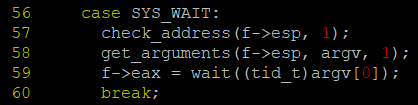 56     case SYS_WAIT:
57       check_address(f->esp, 1);
58       get_arguments(f->esp, argv, 1);
59       f->eax = wait((tid_t)argv[0]);
60       break;